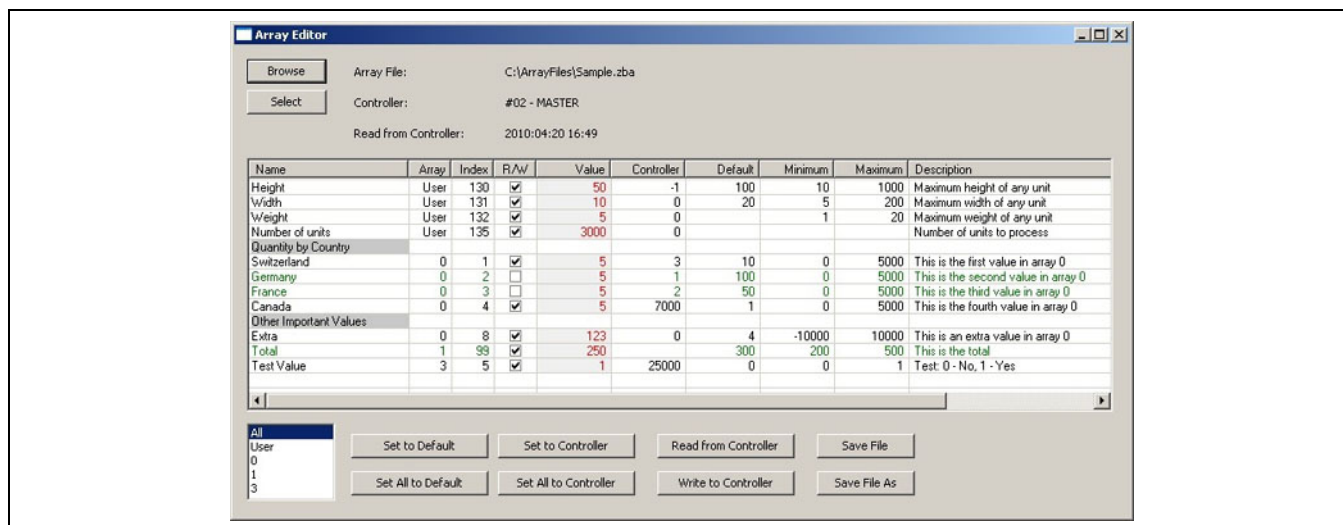 Array Editor
Browse Array File: C:\ArrayFiles\Sample.zba
Select Controller: #02 - MASTER
Read from Controller: 2010:04:20 16:49
Name Array Index R/W Value Controller Default Minimum Maximum Description
Height User 130 50 -1 100 10 1000 Maximum height of any unit
Width User 131 10 0 20 5 200 Maximum width of any unit
Weight User 132 5 0 1 20 Maximum weight of any unit
Number of units User 135 3000 0 Number of units to process
Quantity by Country
Switzerland 0 1 5 3 10 0 5000 This is the first value in array 0
Germany 0 2 5 1 100 0 5000 This is the second value in array 0
France 0 3 5 2 50 0 5000 This is the third value in array 0
Canada 0 4 5 7000 1 0 5000 This is the fourth value in array 0
Other Important Values
Extra 0 8 123 0 4 -10000 10000 This is an extra value in array 0
Total 1 99 250 300 200 500 This is the total
Test Value 3 5 1 25000 0 0 1 Test: 0 - No, 1 - Yes
All
User
0
1
3
Set to Default Set to Controller Read from Controller Save File
Set All to Default Set All to Controller Write to Controller Save File As